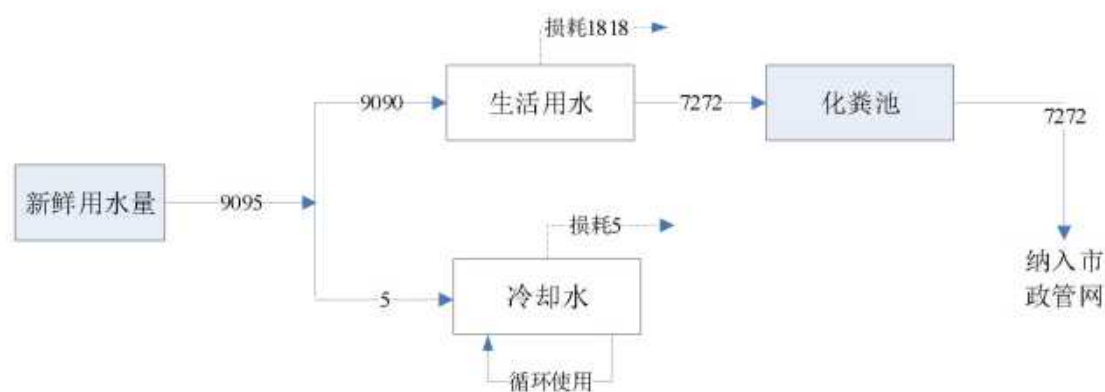 损耗1818
9090
生活用水
7272
化粪池
7272
新鲜用水量
9095
损耗5
纳入市
政管网
5
冷却水
循环使用